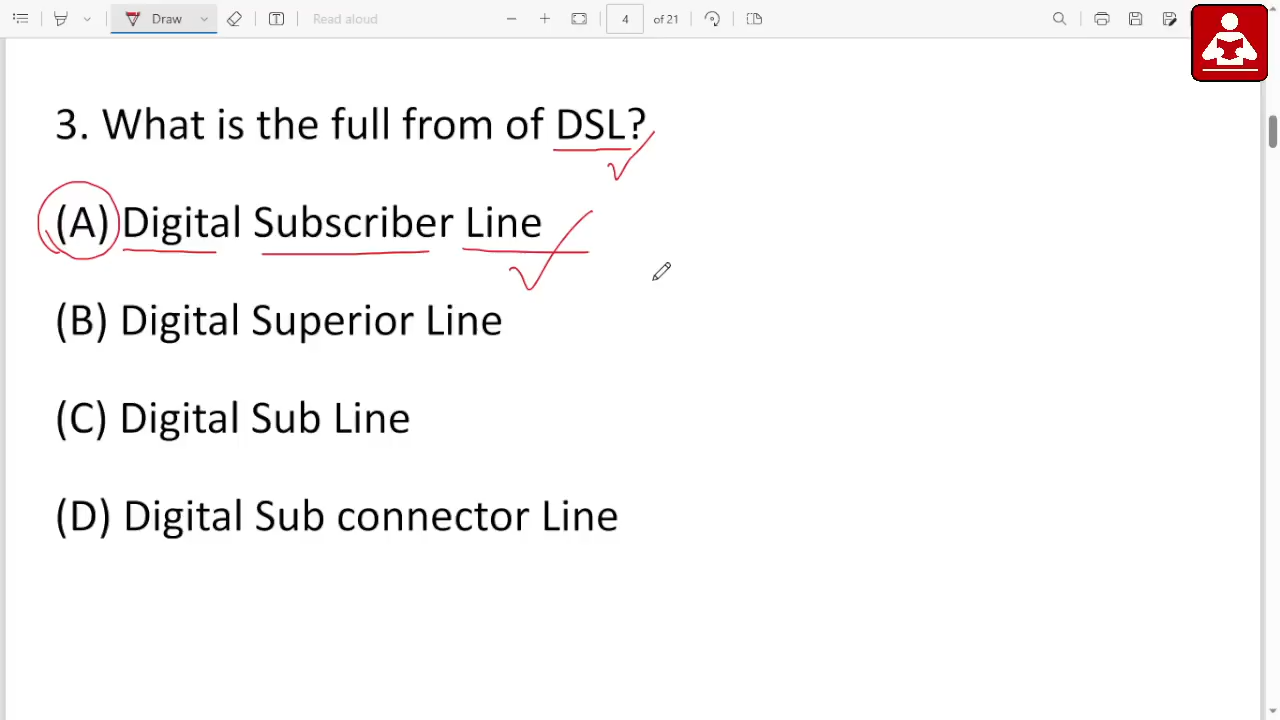 Draw
Read aloud
4
of 21
3. What is the full from of DSL?
(A) Digital Subscriber Line
(B) Digital Superior Line
(C) Digital Sub Line
(D) Digital Sub connector Line